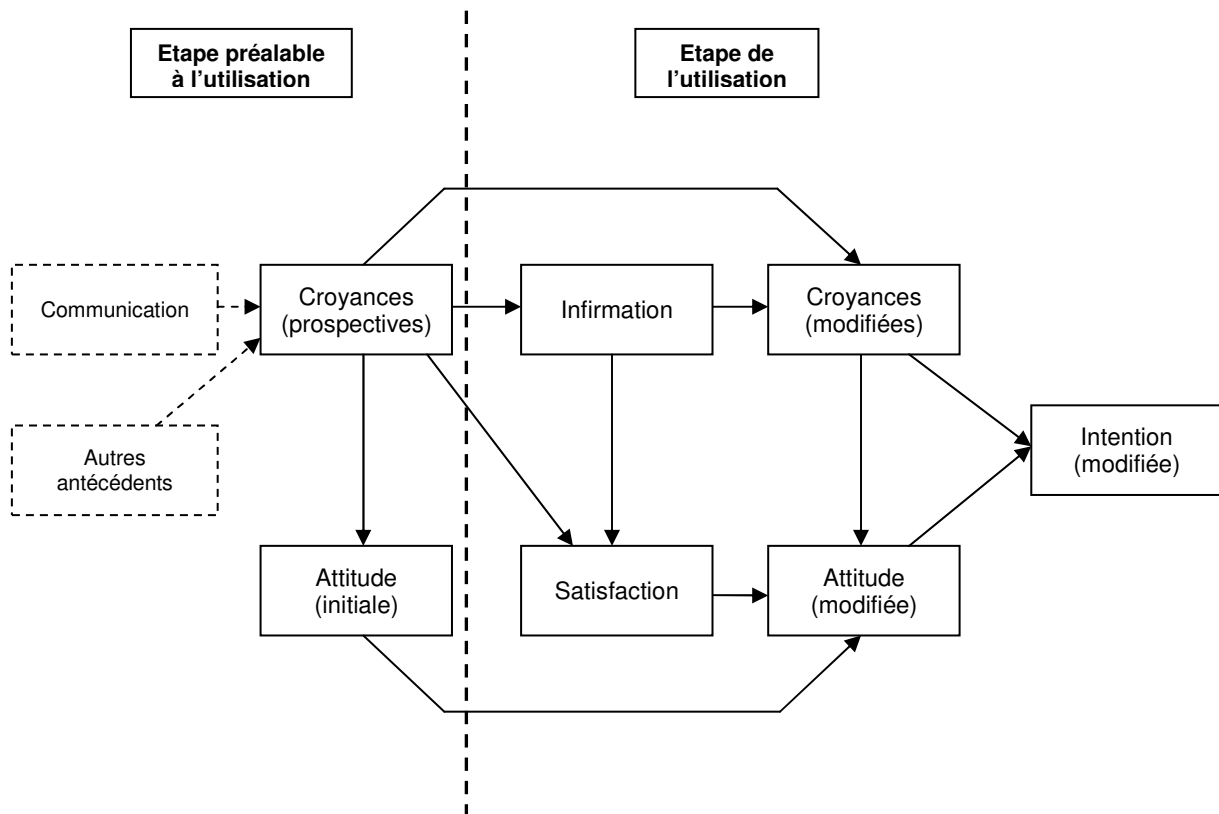 Etape préalable
à l'utilisation
Etape de
l'utilisation
Communication
Croyances
(prospectives)
Infirmation
Croyances
(modifiées)
Autres
antécédents
Intention
(modifiée)
Attitude
(initiale)
Satisfaction
Attitude
(modifiée)